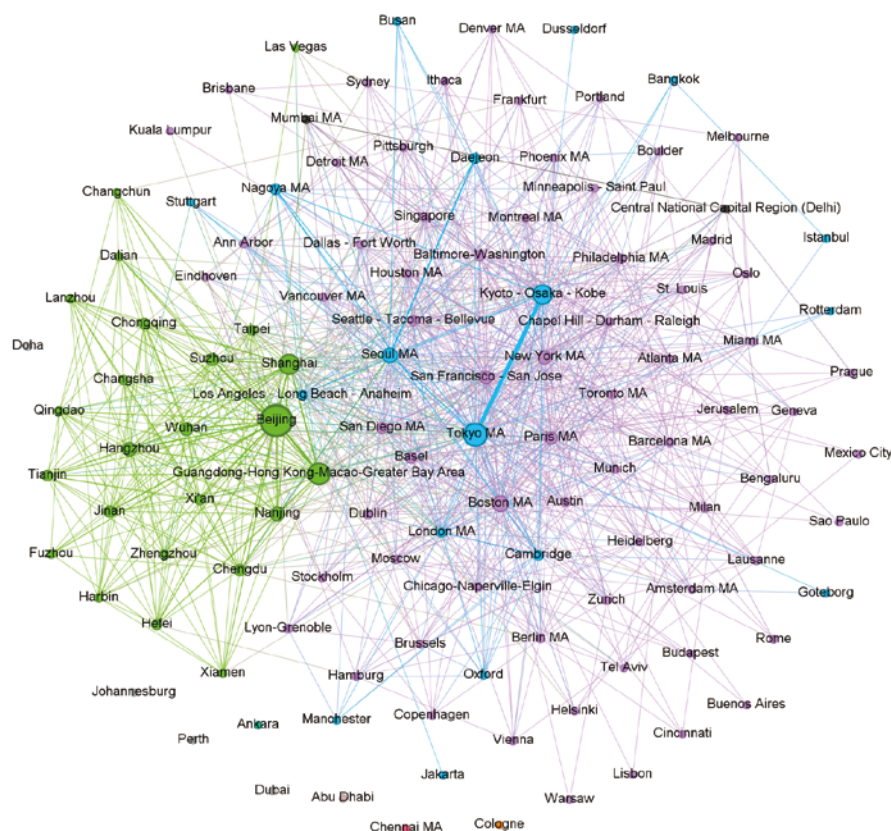 Busan
Denver MA
Dusseldorf
Las Vegas
Bangkok
Brisbane
Sydney
Ithaca
Frankfurt
Portland
Mumbai MA
Melbourne
Kuala Lumpur
Pittsburgh
Detroit MA
Daejeon
Phoenix MA
Boulder
Changchun
Stuttgart
Nagoya MA
Minneapolis - Saint Paul
Singapore
Montreal MA
Central National Capital Region (Delhi)
Ann Arbor
Dallas - Fort Worth
Baltimore-Washington
Madrid
Istanbul
Dalian
Eindhoven
Houston MA
Philadelphia MA
Oslo
Lanzhou
Vancouver MA
Kyoto - Osaka - Kobe
St. Louis
Rotterdam
Chongqing
Taipei
Seattle - Tacoma - Bellevue
Chapel Hill - Durham - Raleigh
Miami MA
Doha
Suzhou
Shanghai
Seoul MA
New York MA
Atlanta MA
Changsha
San Francisco - San Jose
Prague
Los Angeles - Long Beach - Anaheim
Toronto MA
Qingdao
Beijing
Jerusalem
Geneva
Wuhan
San Diego MA
Tokyo MA
Paris MA
Barcelona MA
Hangzhou
Basel
Mexico City
Tianjin
Guangdong-Hong Kong-Macao-Greater Bay Area
Munich
Bengaluru
Xi'an
Boston MA
Austin
Milan
Jinan
Nanjing
Dublin
Sao Paulo
London MA
Heidelberg
Fuzhou
Zhengzhou
Moscow
Cambridge
Lausanne
Chengdu
Stockholm
Chicago-Naperville-Elgin
Amsterdam MA
Goteborg
Harbin
Zurich
Hefei
Lyon-Grenoble
Brussels
Berlin MA
Rome
Budapest
Xiamen
Hamburg
Oxford
Tel Aviv
Johannesburg
Buenos Aires
Ankara
Manchester
Copenhagen
Helsinki
Perth
Vienna
Cincinnati
Jakarta
Lisbon
Dubai
Abu Dhabi
Warsaw
Chennai MA
Cologne